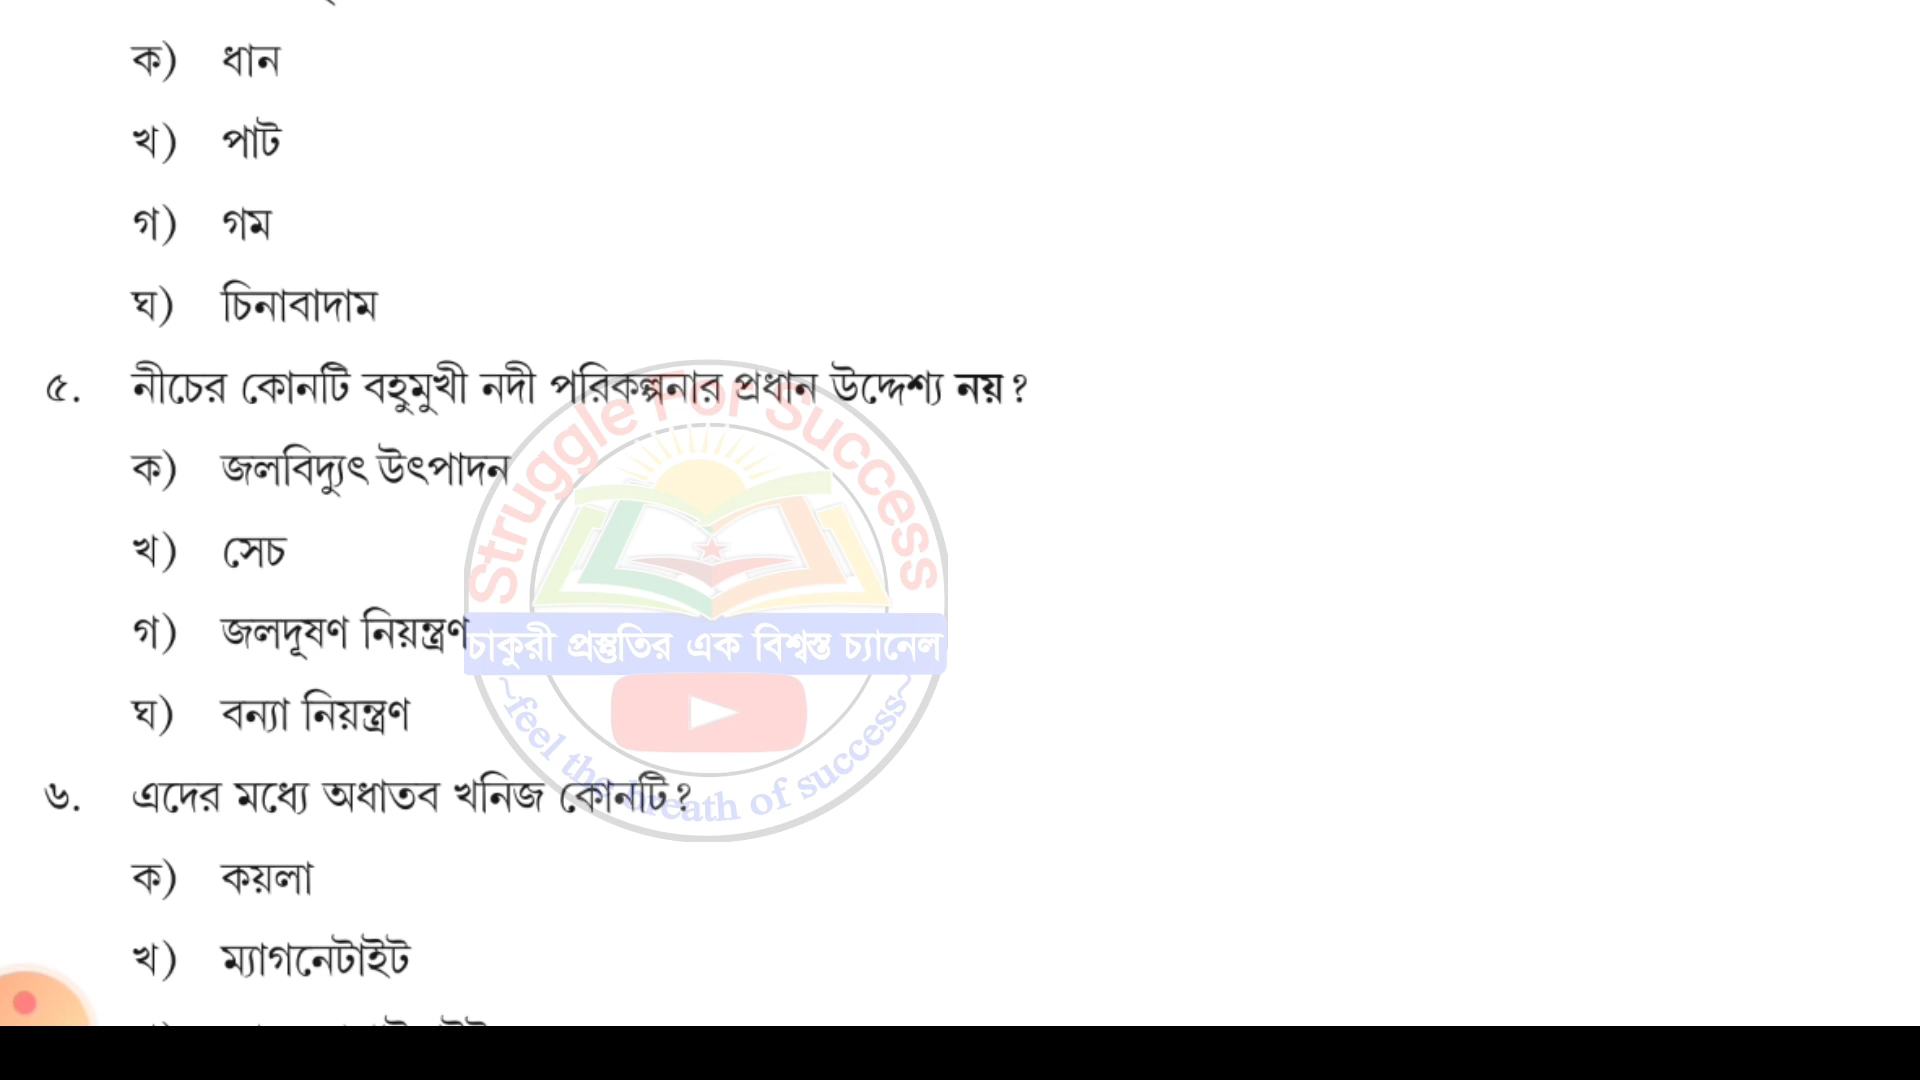 ক) ধান
খ) পাট
গ) গম
ঘ) চিনাবাদাম
৫. নীচের কোনটি বহুমুখী নদী পরিকল্পনার প্রধান উদ্দেশ্য নয়?
ক) জলবিদ্যুৎ উৎপাদন
খ) সেচ
গ) জলদূষণ নিয়ন্ত্রণ
ঘ) বন্যা নিয়ন্ত্রণ
৬. এদের মধ্যে অধাতব খনিজ কোনটি?
ক) কয়লা
খ) ম্যাগনেটাইট
Struggle For Success
চাকুরী প্রস্তুতির এক বিশ্বস্ত চ্যানেল
~feel the breath of success~